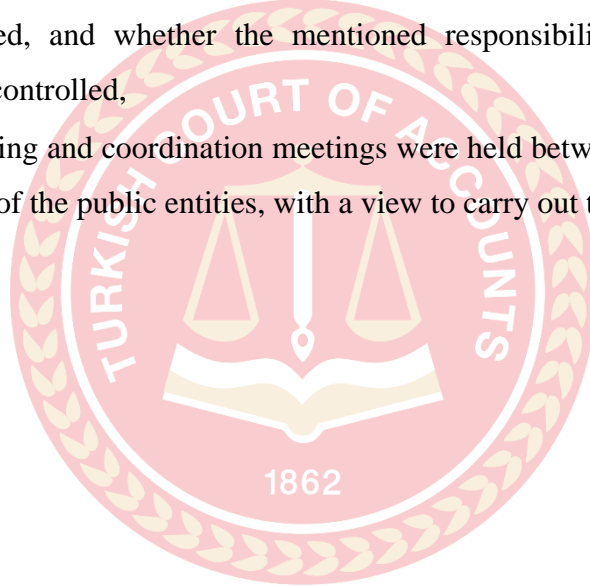 ed, and whether the mentioned responsibili
controlled,
ing and coordination meetings were held betw
of the public entities, with a view to carry out t
TURKISH COURT OF ACCOUNTS
1862